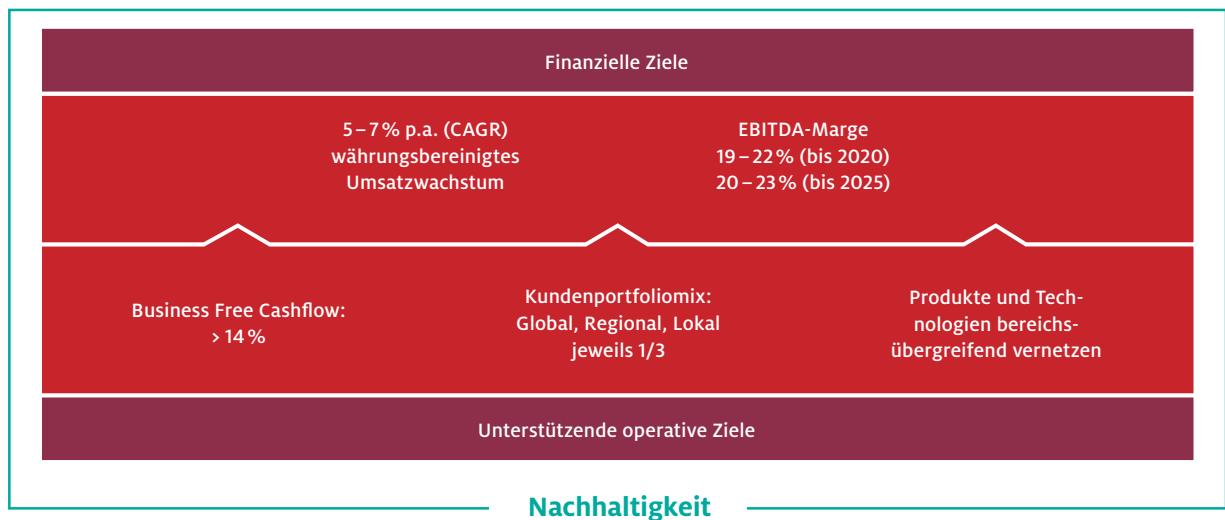 Finanzielle Ziele
5 – 7 % p.a. (CAGR)
währungsbereinigtes
Umsatzwachstum
EBITDA-Marge
19 – 22 % (bis 2020)
20 – 23 % (bis 2025)
Business Free Cashflow:
> 14 %
Kundenportfoliomix:
Global, Regional, Lokal
jeweils 1/3
Produkte und Tech-
nologien bereichs-
übergreifend vernetzen
Unterstützende operative Ziele
Nachhaltigkeit